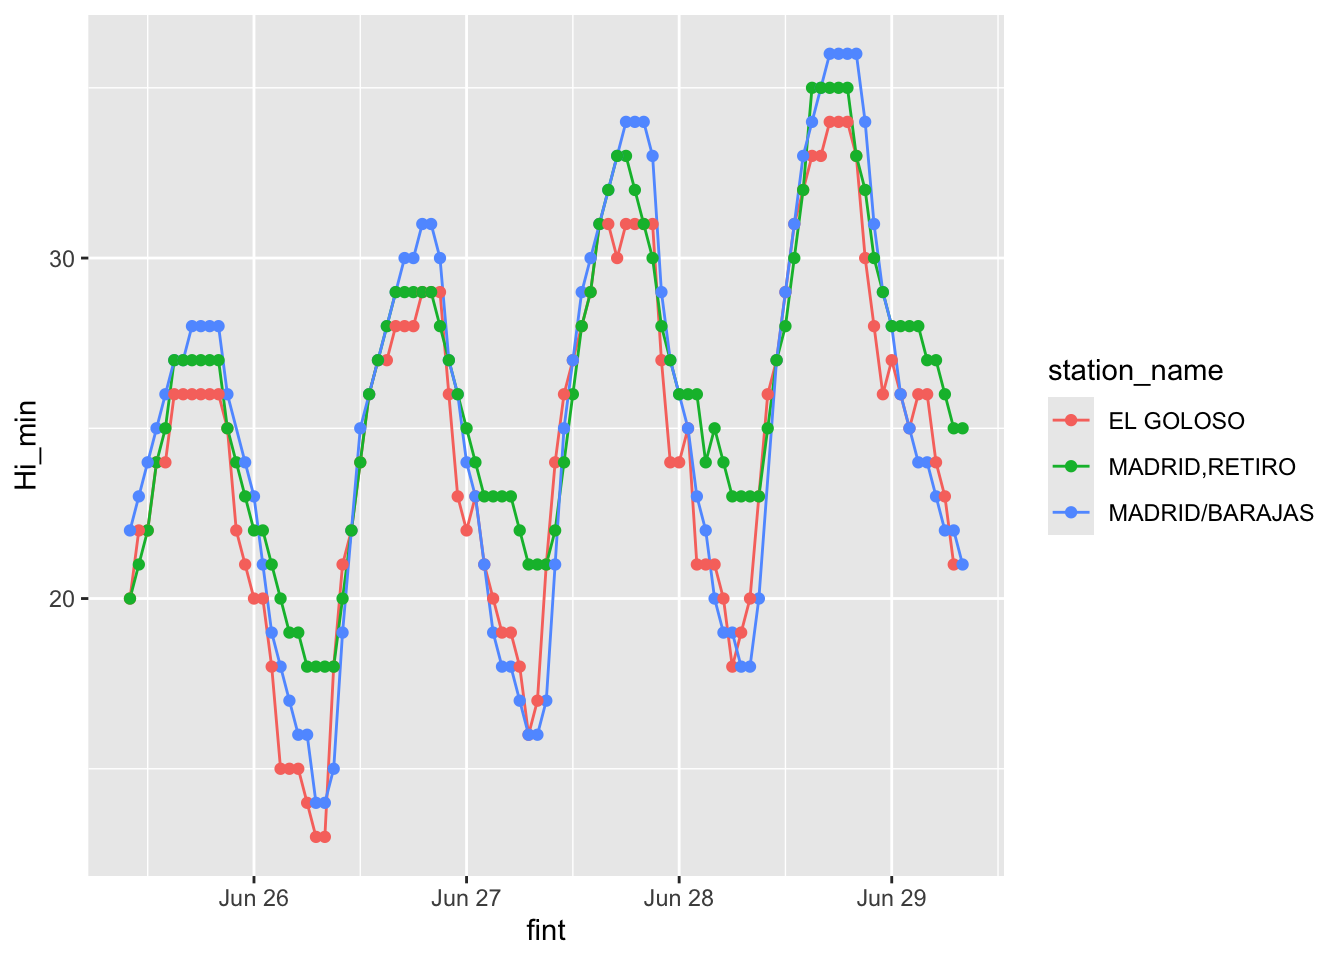 Hi_min
30
20
Jun 26
Jun 27
Jun 28
Jun 29
fint
station_name
EL GOLOSO
MADRID,RETIRO
MADRID/BARAJAS